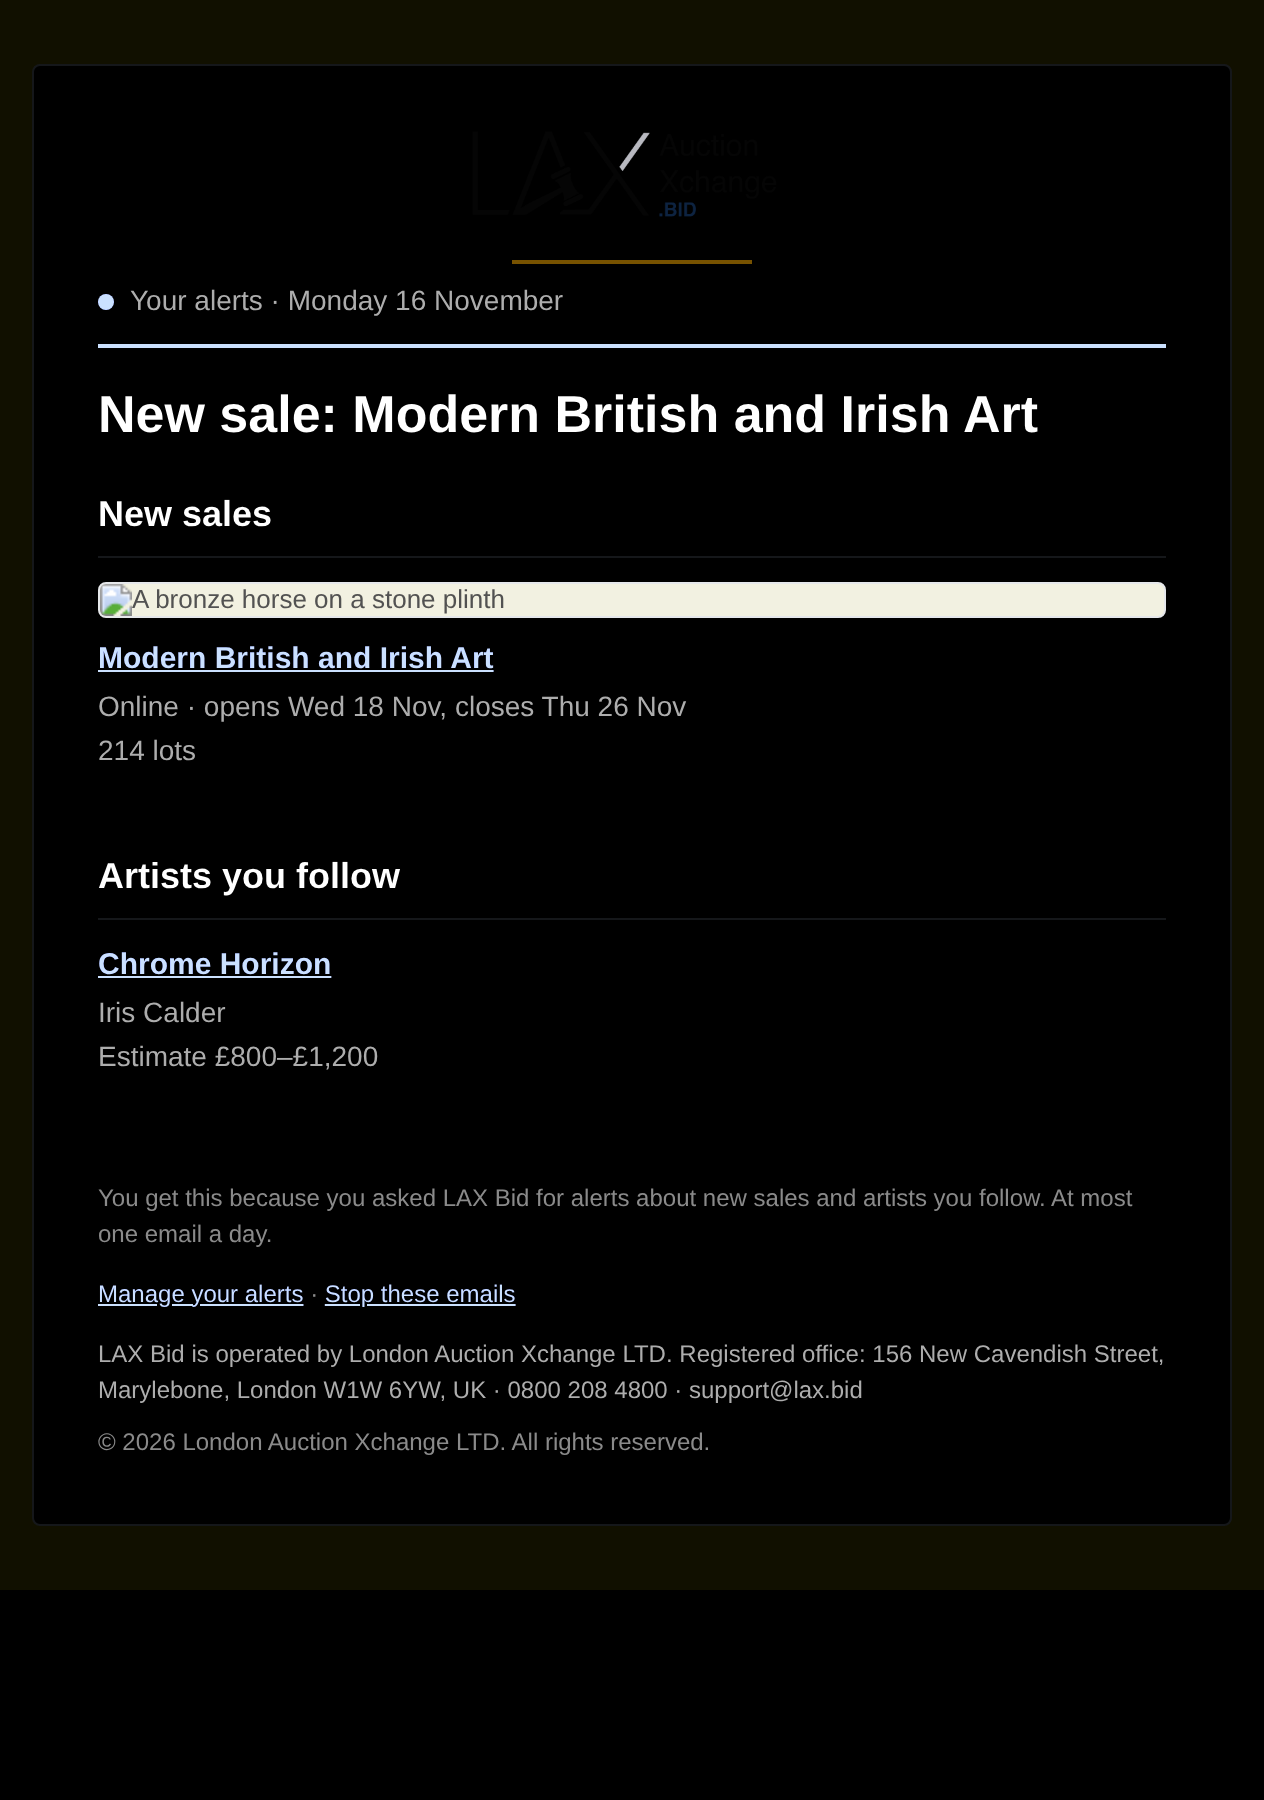 LAX Auction
Xchange
.BID
Your alerts · Monday 16 November
New sale: Modern British and Irish Art
New sales
A bronze horse on a stone plinth
Modern British and Irish Art
Online · opens Wed 18 Nov, closes Thu 26 Nov
214 lots
Artists you follow
Chrome Horizon
Iris Calder
Estimate £800–£1,200
You get this because you asked LAX Bid for alerts about new sales and artists you follow. At most
one email a day.
Manage your alerts · Stop these emails
LAX Bid is operated by London Auction Xchange LTD. Registered office: 156 New Cavendish Street,
Marylebone, London W1W 6YW, UK · 0800 208 4800 · support@lax.bid
© 2026 London Auction Xchange LTD. All rights reserved.